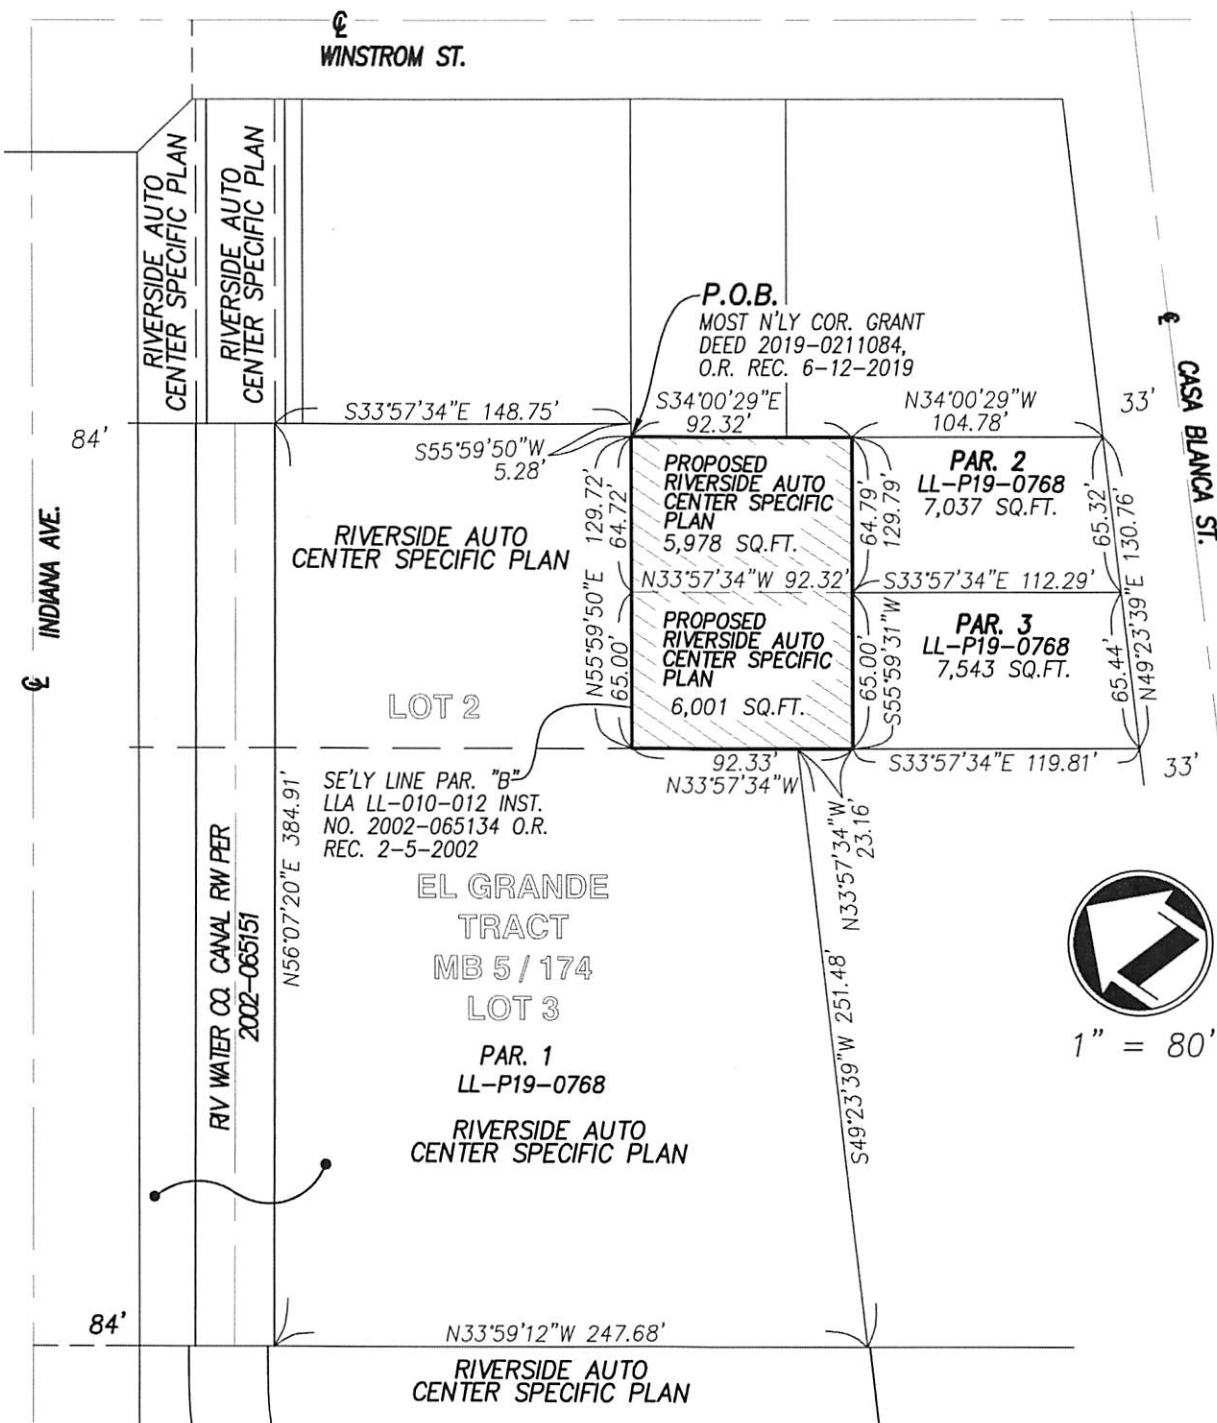 ℄
WINSTROM ST.
RIVERSIDE AUTO
CENTER SPECIFIC PLAN
RIVERSIDE AUTO
CENTER SPECIFIC PLAN
P.O.B.
MOST N'LY COR. GRANT
DEED 2019-0211084,
O.R. REC. 6-12-2019
℄ CASA BLANCA ST.
33'
84'
S33°57'34"E 148.75'
S34°00'29"E
92.32'
N34°00'29"W
104.78'
S55°59'50"W
5.28'
RIVERSIDE AUTO
CENTER SPECIFIC PLAN
N55°59'50"E 129.72'
64.72'
65.00'
PROPOSED
RIVERSIDE AUTO
CENTER SPECIFIC
PLAN
5,978 SQ.FT.
64.79'
S55°59'31"W 129.79'
65.00'
PAR. 2
LL-P19-0768
7,037 SQ.FT.
65.32'
N49°23'39"E 130.76'
65.44'
℄ INDIANA AVE.
N33°57'34"W 92.32'
S33°57'34"E 112.29'
PROPOSED
RIVERSIDE AUTO
CENTER SPECIFIC
PLAN
6,001 SQ.FT.
PAR. 3
LL-P19-0768
7,543 SQ.FT.
LOT 2
92.33'
N33°57'34"W
S33°57'34"E 119.81'
33'
SE'LY LINE PAR. "B"
LLA LL-010-012 INST.
NO. 2002-065134 O.R.
REC. 2-5-2002
N33°57'34"W
23.16'
N56°07'20"E 384.91'
RIV WATER CO. CANAL RW PER
2002-065151
EL GRANDE
TRACT
MB 5 / 174
LOT 3
S49°23'39"W 251.48'
1" = 80'
PAR. 1
LL-P19-0768
RIVERSIDE AUTO
CENTER SPECIFIC PLAN
84'
N33°59'12"W 247.68'
RIVERSIDE AUTO
CENTER SPECIFIC PLAN